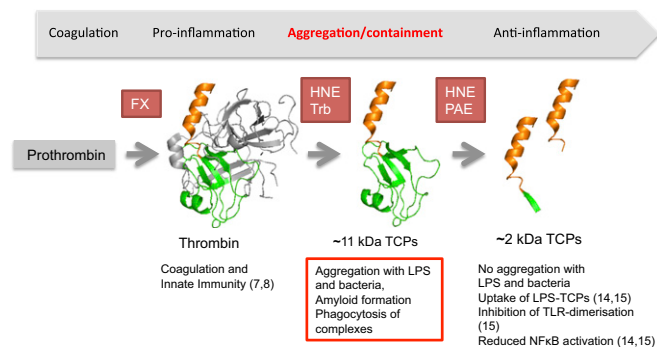 Coagulation Pro-inflammation Aggregation/containment Anti-inflammation
FX
HNE
Trb
HNE
PAE
Prothrombin
Thrombin
~11 kDa TCPs
~2 kDa TCPs
Coagulation and
Innate Immunity (7,8)
Aggregation with LPS
and bacteria,
Amyloid formation
Phagocytosis of
complexes
No aggregation with
LPS and bacteria
Uptake of LPS-TCPs (14,15)
Inhibition of TLR-dimerisation
(15)
Reduced NFκB activation (14,15)